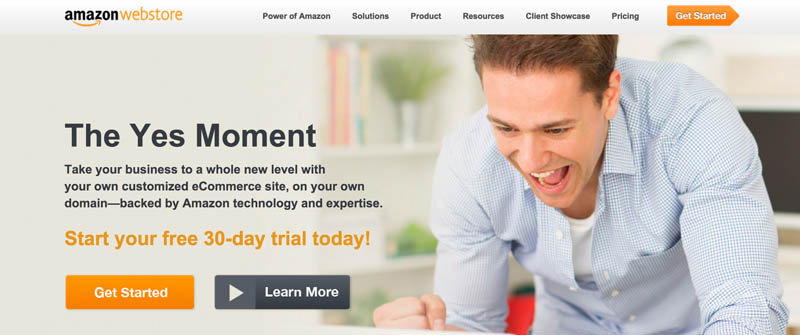 amazon webstore
Power of Amazon Solutions Product Resources Client Showcase Pricing Get Started
The Yes Moment
Take your business to a whole new level with
your own customized eCommerce site, on your own
domain—backed by Amazon technology and expertise.
Start your free 30-day trial today!
Get Started Learn More